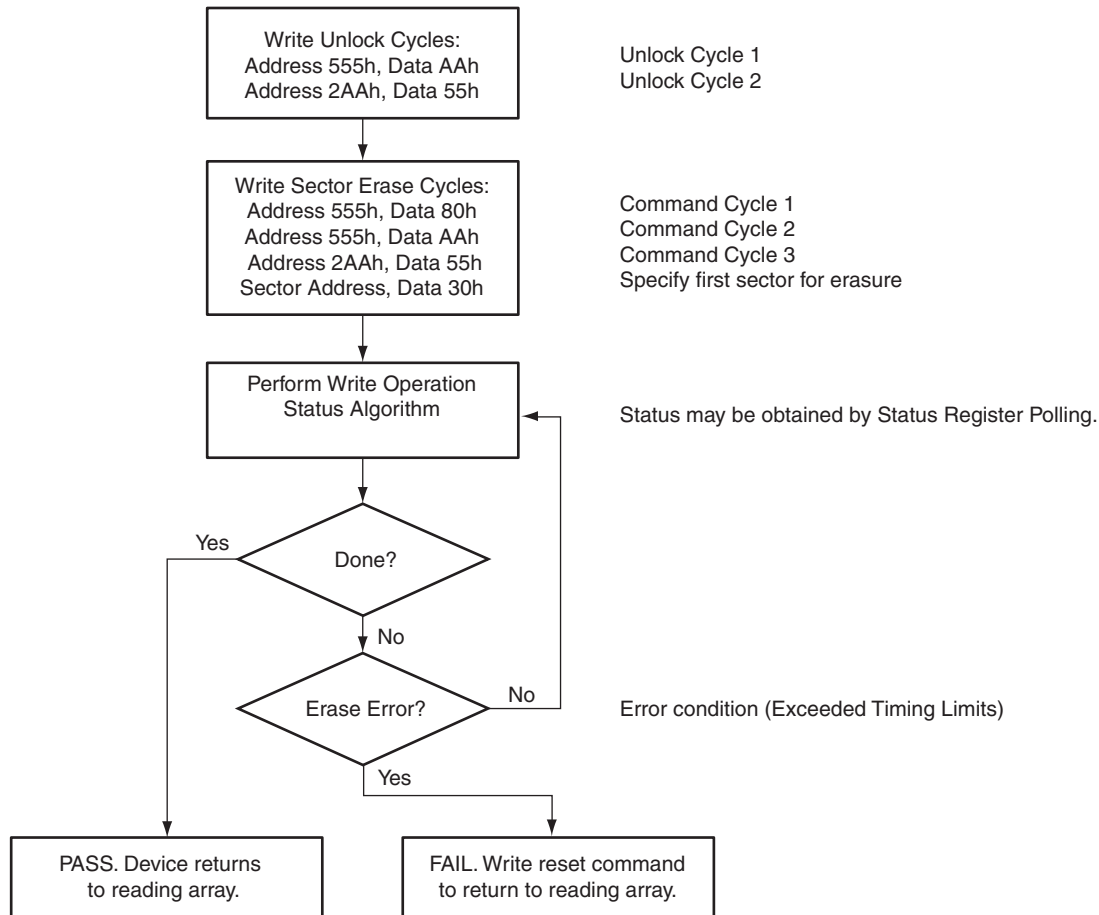 Write Unlock Cycles:
Address 555h, Data AAh
Address 2AAh, Data 55h
Unlock Cycle 1
Unlock Cycle 2
Write Sector Erase Cycles:
Address 555h, Data 80h
Address 555h, Data AAh
Address 2AAh, Data 55h
Sector Address, Data 30h
Command Cycle 1
Command Cycle 2
Command Cycle 3
Specify first sector for erasure
Perform Write Operation
Status Algorithm
Status may be obtained by Status Register Polling.
Yes
Done?
No
Erase Error?
No
Error condition (Exceeded Timing Limits)
Yes
PASS. Device returns
to reading array.
FAIL. Write reset command
to return to reading array.